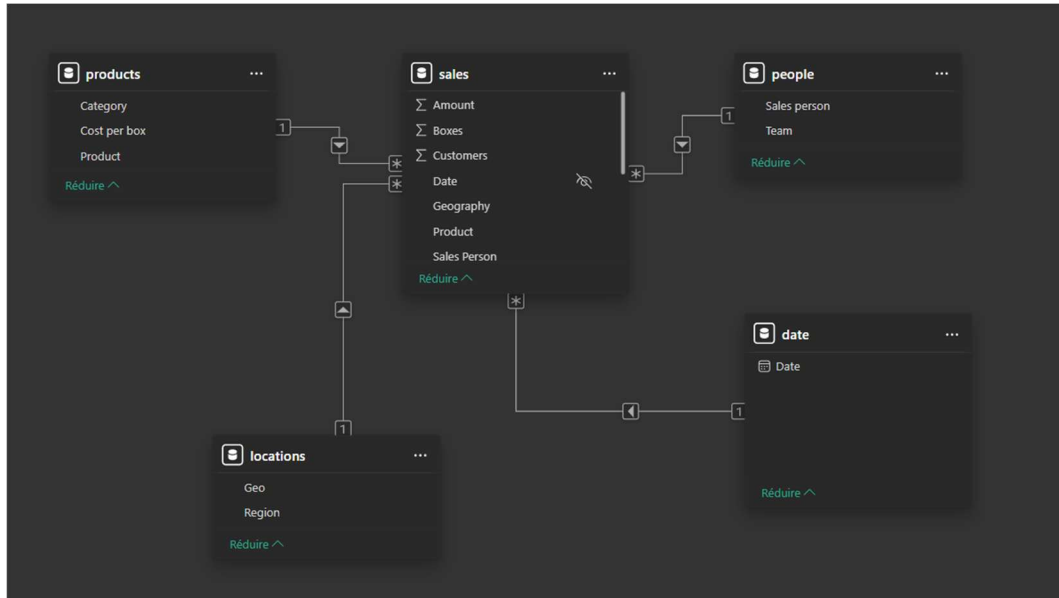 products
Category
Cost per box
Product
Réduire
1
*
*
sales
Σ Amount
Σ Boxes
Σ Customers
Date
Geography
Product
Sales Person
Réduire
*
*
1
people
Sales person
Team
Réduire
date
Date
Réduire
1
1
locations
Geo
Region
Réduire